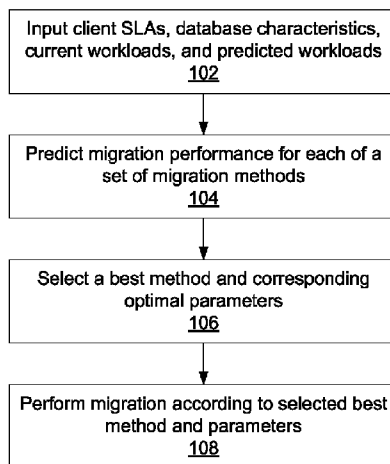 Input client SLAs, database characteristics,
current workloads, and predicted workloads
102
Predict migration performance for each of a
set of migration methods
104
Select a best method and corresponding
optimal parameters
106
Perform migration according to selected best
method and parameters
108